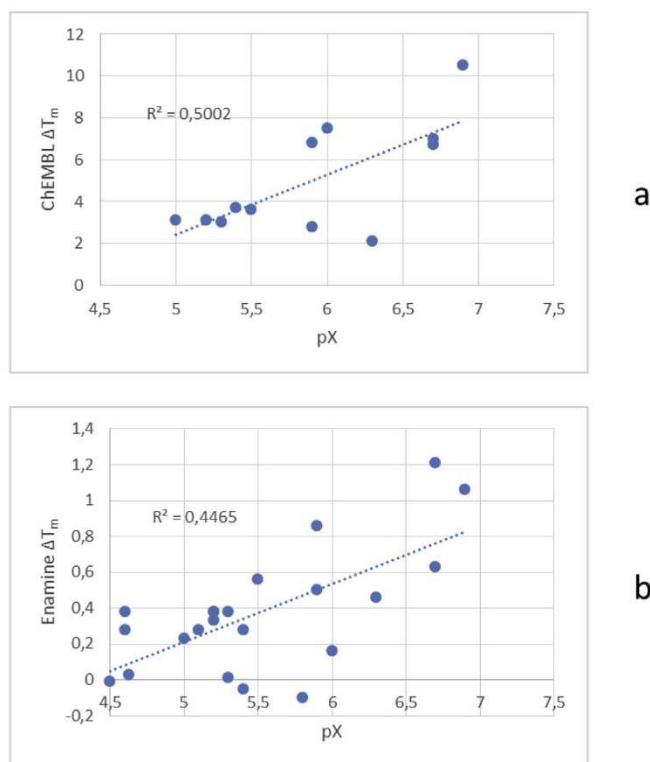 12
10
R² = 0,5002
8
6
4
2
0
4,5 5 5,5 6 6,5 7 7,5
pX
ChEMBL ΔTₘ
a
1,4
1,2
1
R² = 0,4465
0,8
0,6
0,4
0,2
0
4,5 5 5,5 6 6,5 7 7,5
-0,2
pX
Enamine ΔTₘ
b